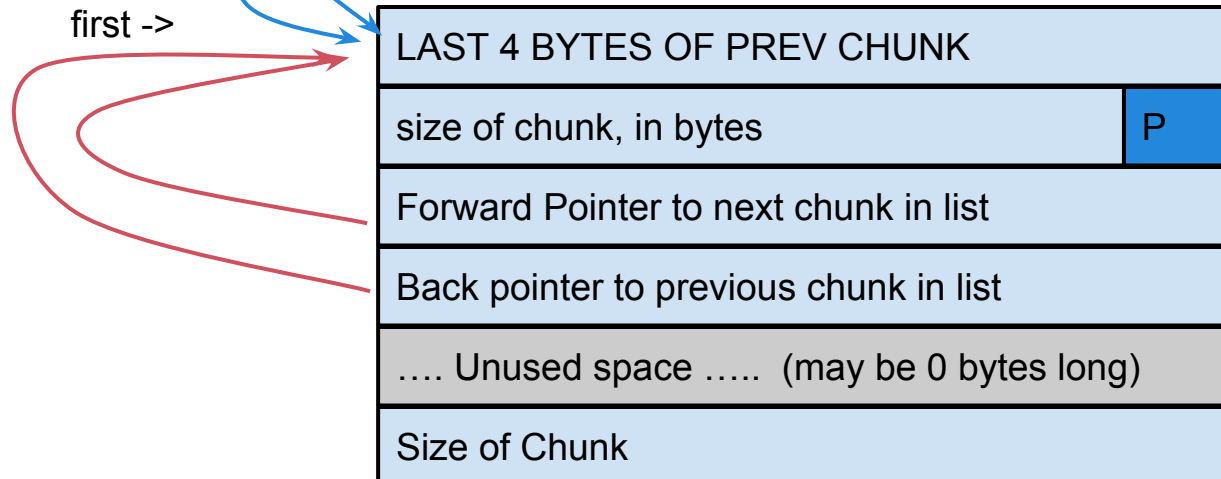 first ->
LAST 4 BYTES OF PREV CHUNK
size of chunk, in bytes P
Forward Pointer to next chunk in list
Back pointer to previous chunk in list
…. Unused space ….. (may be 0 bytes long)
Size of Chunk